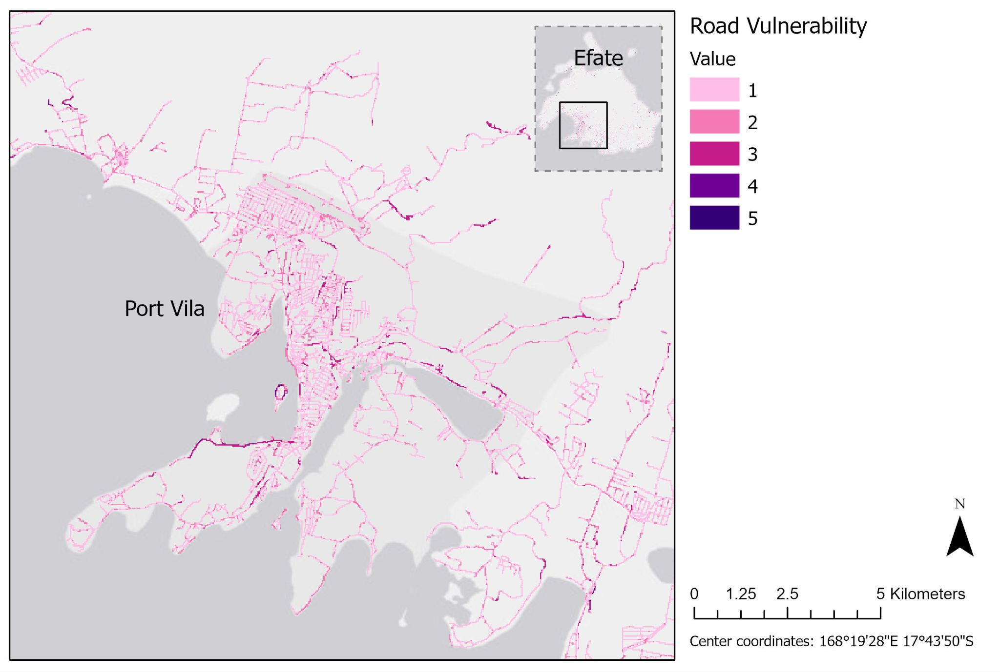 Road Vulnerability
Value
1
2
3
4
5
Efate
Port Vila
N
0 1.25 2.5 5 Kilometers
Center coordinates: 168°19'28"E 17°43'50"S